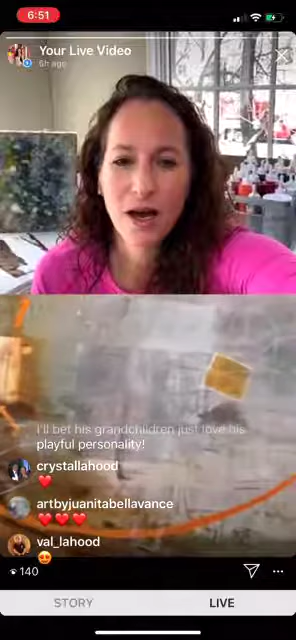 6:51
Your Live Video
6h ago
I'll bet his grandchildren just love his
playful personality!
crystallahood
artbyjuanitabellavance
val_lahood
140
STORY
LIVE